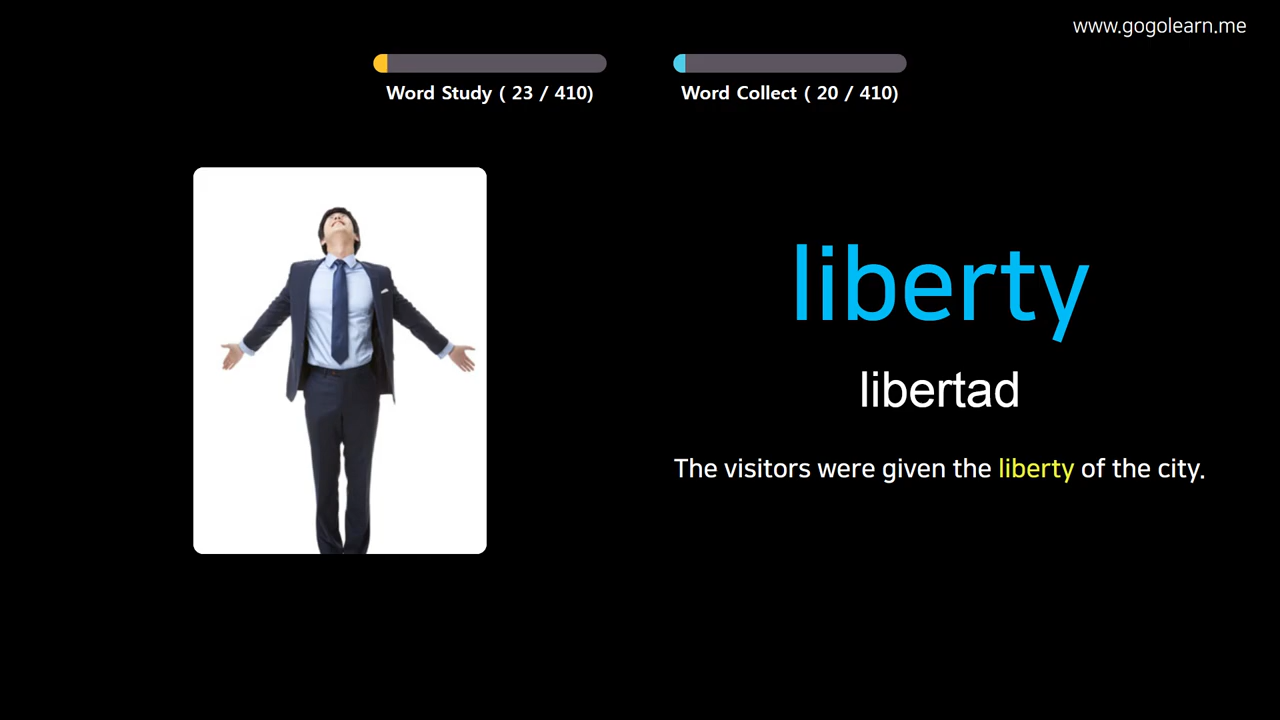 www.gogolearn.me
Word Study ( 23 / 410)
Word Collect ( 20 / 410)
liberty
libertad
The visitors were given the liberty of the city.